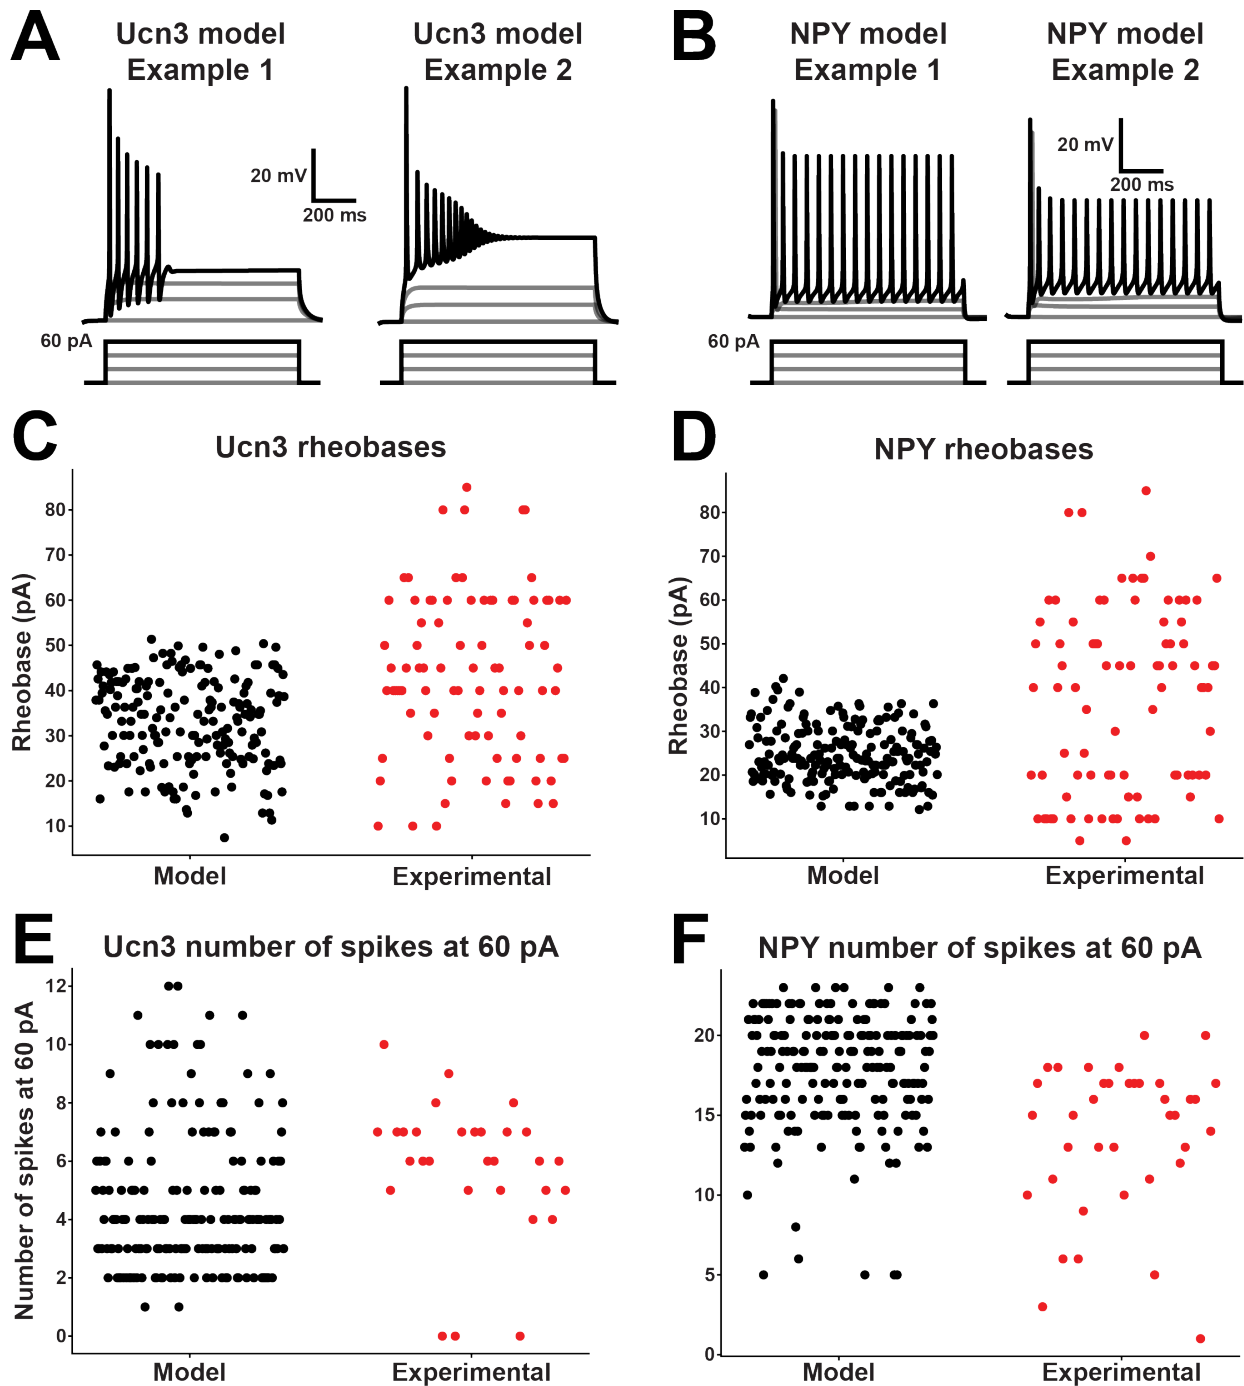 A
Ucn3 model
Example 1
Ucn3 model
Example 2
20 mV
200 ms
60 pA
B
NPY model
Example 1
NPY model
Example 2
20 mV
200 ms
60 pA
C
Ucn3 rheobases
Rheobase (pA)
80
70
60
50
40
30
20
10
Model
Experimental
D
NPY rheobases
Rheobase (pA)
80
70
60
50
40
30
20
10
Model
Experimental
E
Ucn3 number of spikes at 60 pA
Number of spikes at 60 pA
12
10
8
6
4
2
0
Model
Experimental
F
NPY number of spikes at 60 pA
20
15
10
5
0
Model
Experimental